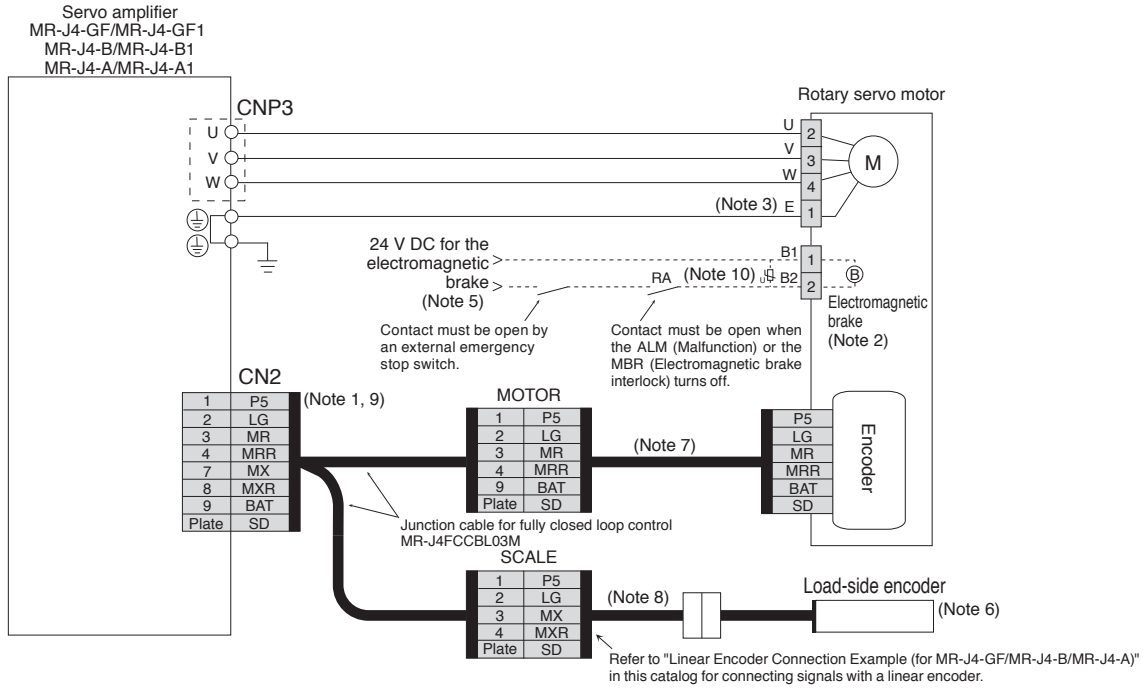 Servo amplifier
MR-J4-GF/MR-J4-GF1
MR-J4-B/MR-J4-B1
MR-J4-A/MR-J4-A1
CNP3
U
V
W
Rotary servo motor
U 2
V 3
W 4
(Note 3) E 1
M
24 V DC for the
electromagnetic
brake
(Note 5)
RA (Note 10) U
B1 1
B2 2
B
Electromagnetic
brake
(Note 2)
Contact must be open by
an external emergency
stop switch.
Contact must be open when
the ALM (Malfunction) or the
MBR (Electromagnetic brake
interlock) turns off.
CN2
(Note 1, 9)
1 P5
2 LG
3 MR
4 MRR
7 MX
8 MXR
9 BAT
Plate SD
MOTOR
1 P5
2 LG
3 MR
4 MRR
9 BAT
Plate SD
(Note 7)
P5
LG
MR
MRR
BAT
SD
Encoder
Junction cable for fully closed loop control
MR-J4FCCBL03M
SCALE
1 P5
2 LG
3 MX
4 MXR
Plate SD
(Note 8)
Load-side encoder
(Note 6)
Refer to "Linear Encoder Connection Example (for MR-J4-GF/MR-J4-B/MR-J4-A)"
in this catalog for connecting signals with a linear encoder.